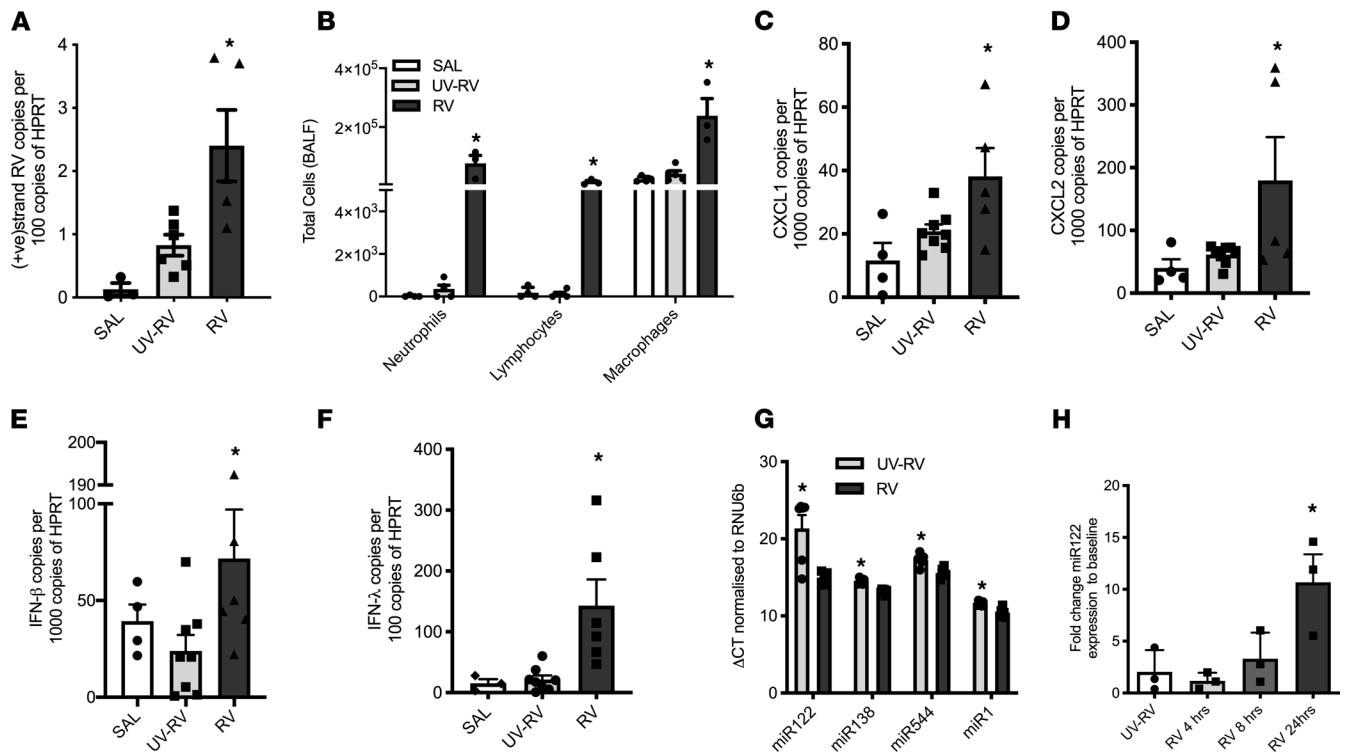 A
(+ve)strand RV copies per
100 copies of HPRT
4
3
2
1
0
*
SAL
UV-RV
RV
B
Total Cells (BALF)
4×10⁵
2×10⁵
4×10³
2×10³
0
SAL
UV-RV
RV
*
*
*
Neutrophils
Lymphocytes
Macrophages
C
CXCL1 copies per
1000 copies of HPRT
80
60
40
20
0
*
SAL
UV-RV
RV
D
CXCL2 copies per
1000 copies of HPRT
400
300
200
100
0
*
SAL
UV-RV
RV
E
IFN-β copies per
1000 copies of HPRT
200
190
100
50
0
*
SAL
UV-RV
RV
F
IFN-λ copies per
100 copies of HPRT
400
300
200
100
0
*
SAL
UV-RV
RV
G
ΔCT normalised to RNU6b
30
20
10
0
UV-RV
RV
*
*
*
*
miR122
miR138
miR544
miR1
H
Fold change miR122
expression to baseline
20
15
10
5
0
*
UV-RV
RV 4 hrs
RV 8 hrs
RV 24hrs